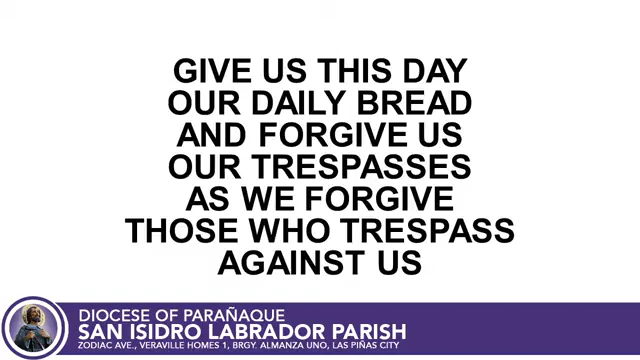 GIVE US THIS DAY
OUR DAILY BREAD
AND FORGIVE US
OUR TRESPASSES
AS WE FORGIVE
THOSE WHO TRESPASS
AGAINST US
DIOCESE OF PARAÑAQUE
SAN ISIDRO LABRADOR PARISH
ZODIAC AVE., VERAVILLE HOMES 1, BRGY. ALMANZA UNO, LAS PIÑAS CITY